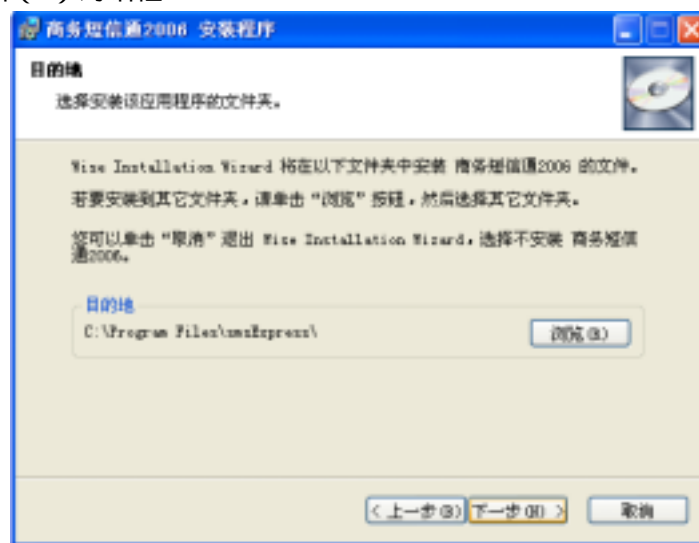 商务短信通2006 安装程序
目的地
选择安装该应用程序的文件夹。
Wise Installation Wizard 将在以下文件夹中安装 商务短信通2006 的文件。
若要安装到其它文件夹，请单击“浏览”按钮，然后选择其它文件夹。
您可以单击“取消”退出 Wise Installation Wizard，选择不安装 商务短信
通2006。
目的地
C:\Program Files\smsExpress\
浏览(R)
< 上一步(B) 下一步(N) > 取消